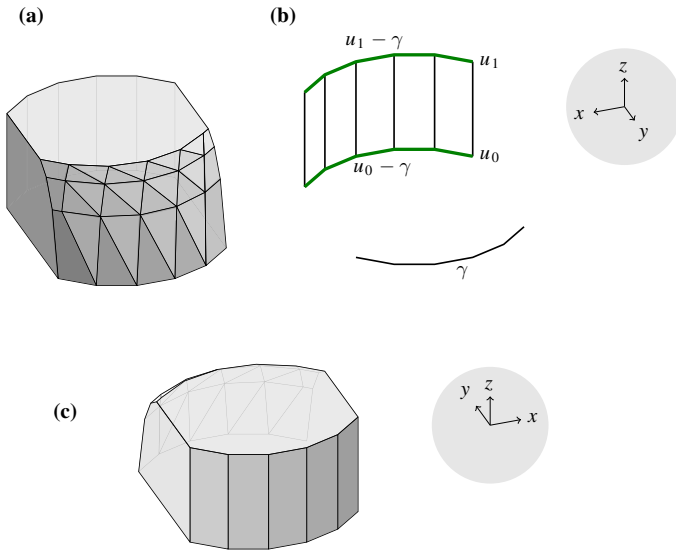 (a)
(b)
u₁ − γ
u₁
u₀ − γ
u₀
γ
z
x
y
(c)
y
z
x